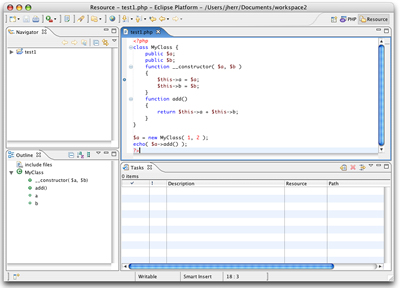 Resource - test1.php - Eclipse Platform - /Users/jherr/Documents/workspace2
PHP
Resource
Navigator
test1
test1.php
<?php
class MyClass {
public $a;
public $b;
function __constructor( $a, $b )
{
$this->a = $a;
$this->b = $b;
}
function add()
{
return $this->a + $this->b;
}
}
$a = new MyClass( 1, 2 );
echo( $a->add() );
?>
Outline
include files
MyClass
__constructor( $a, $b)
add()
a
b
Tasks
0 items
! Description Resource Path
Writable Smart Insert 18 : 3